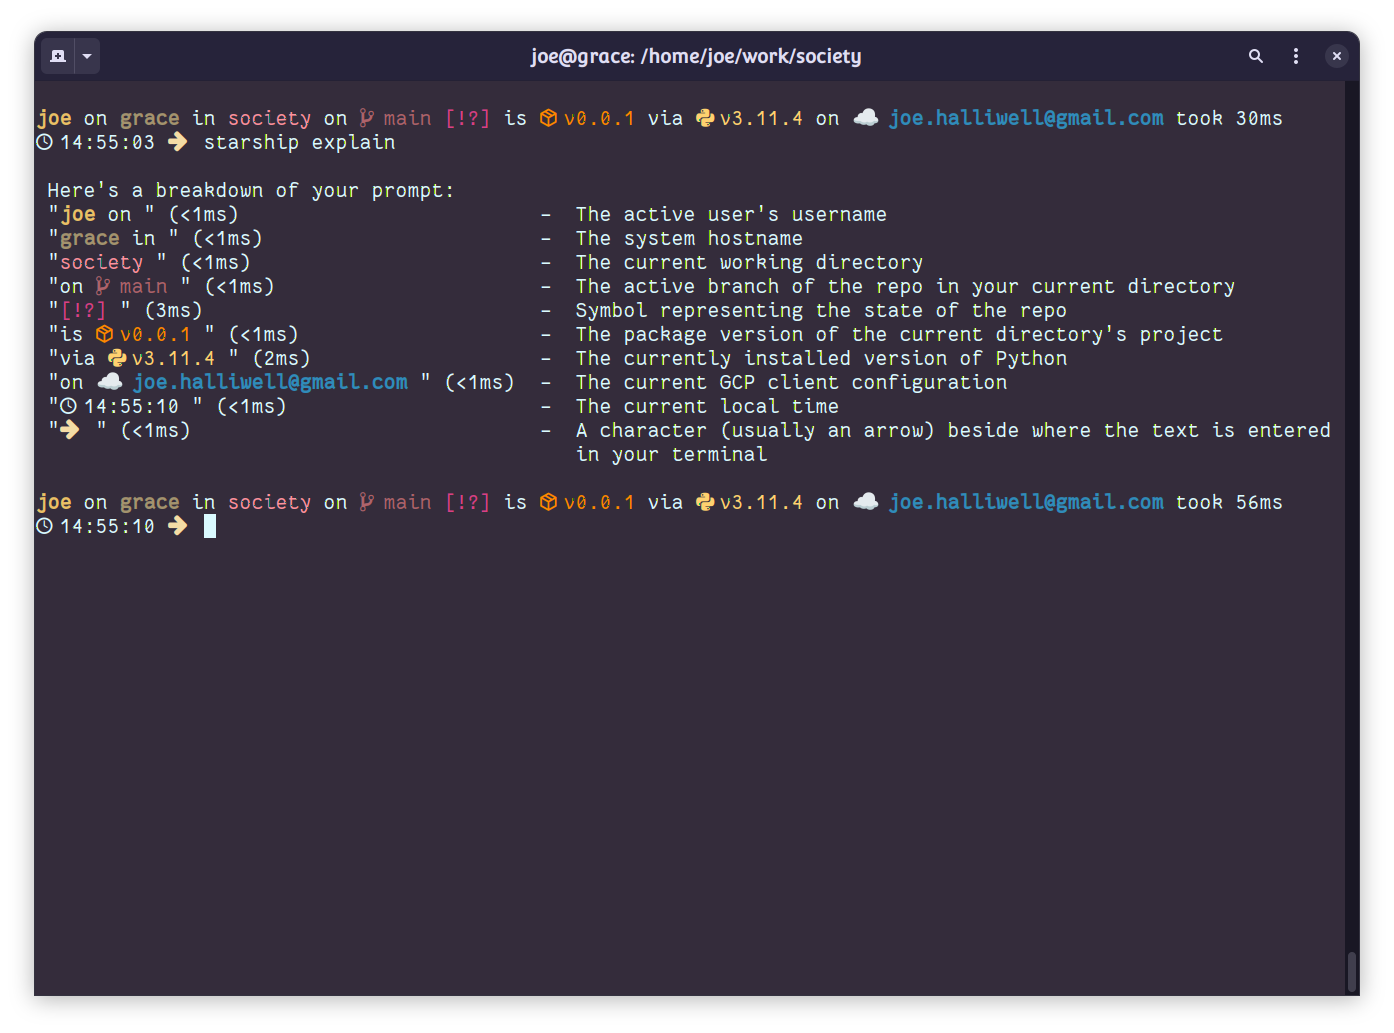 joe@grace: /home/joe/work/society
joe on grace in society on main [!?] is v0.0.1 via v3.11.4 on ☁️ joe.halliwell@gmail.com took 30ms
14:55:03 ➜ starship explain
Here's a breakdown of your prompt:
"joe on " (<1ms) - The active user's username
"grace in " (<1ms) - The system hostname
"society " (<1ms) - The current working directory
"on main " (<1ms) - The active branch of the repo in your current directory
"[!?] " (3ms) - Symbol representing the state of the repo
"is v0.0.1 " (<1ms) - The package version of the current directory's project
"via v3.11.4 " (2ms) - The currently installed version of Python
"on ☁️ joe.halliwell@gmail.com " (<1ms) - The current GCP client configuration
"14:55:10 " (<1ms) - The current local time
"➜ " (<1ms) - A character (usually an arrow) beside where the text is entered
in your terminal
joe on grace in society on main [!?] is v0.0.1 via v3.11.4 on ☁️ joe.halliwell@gmail.com took 56ms
14:55:10 ➜